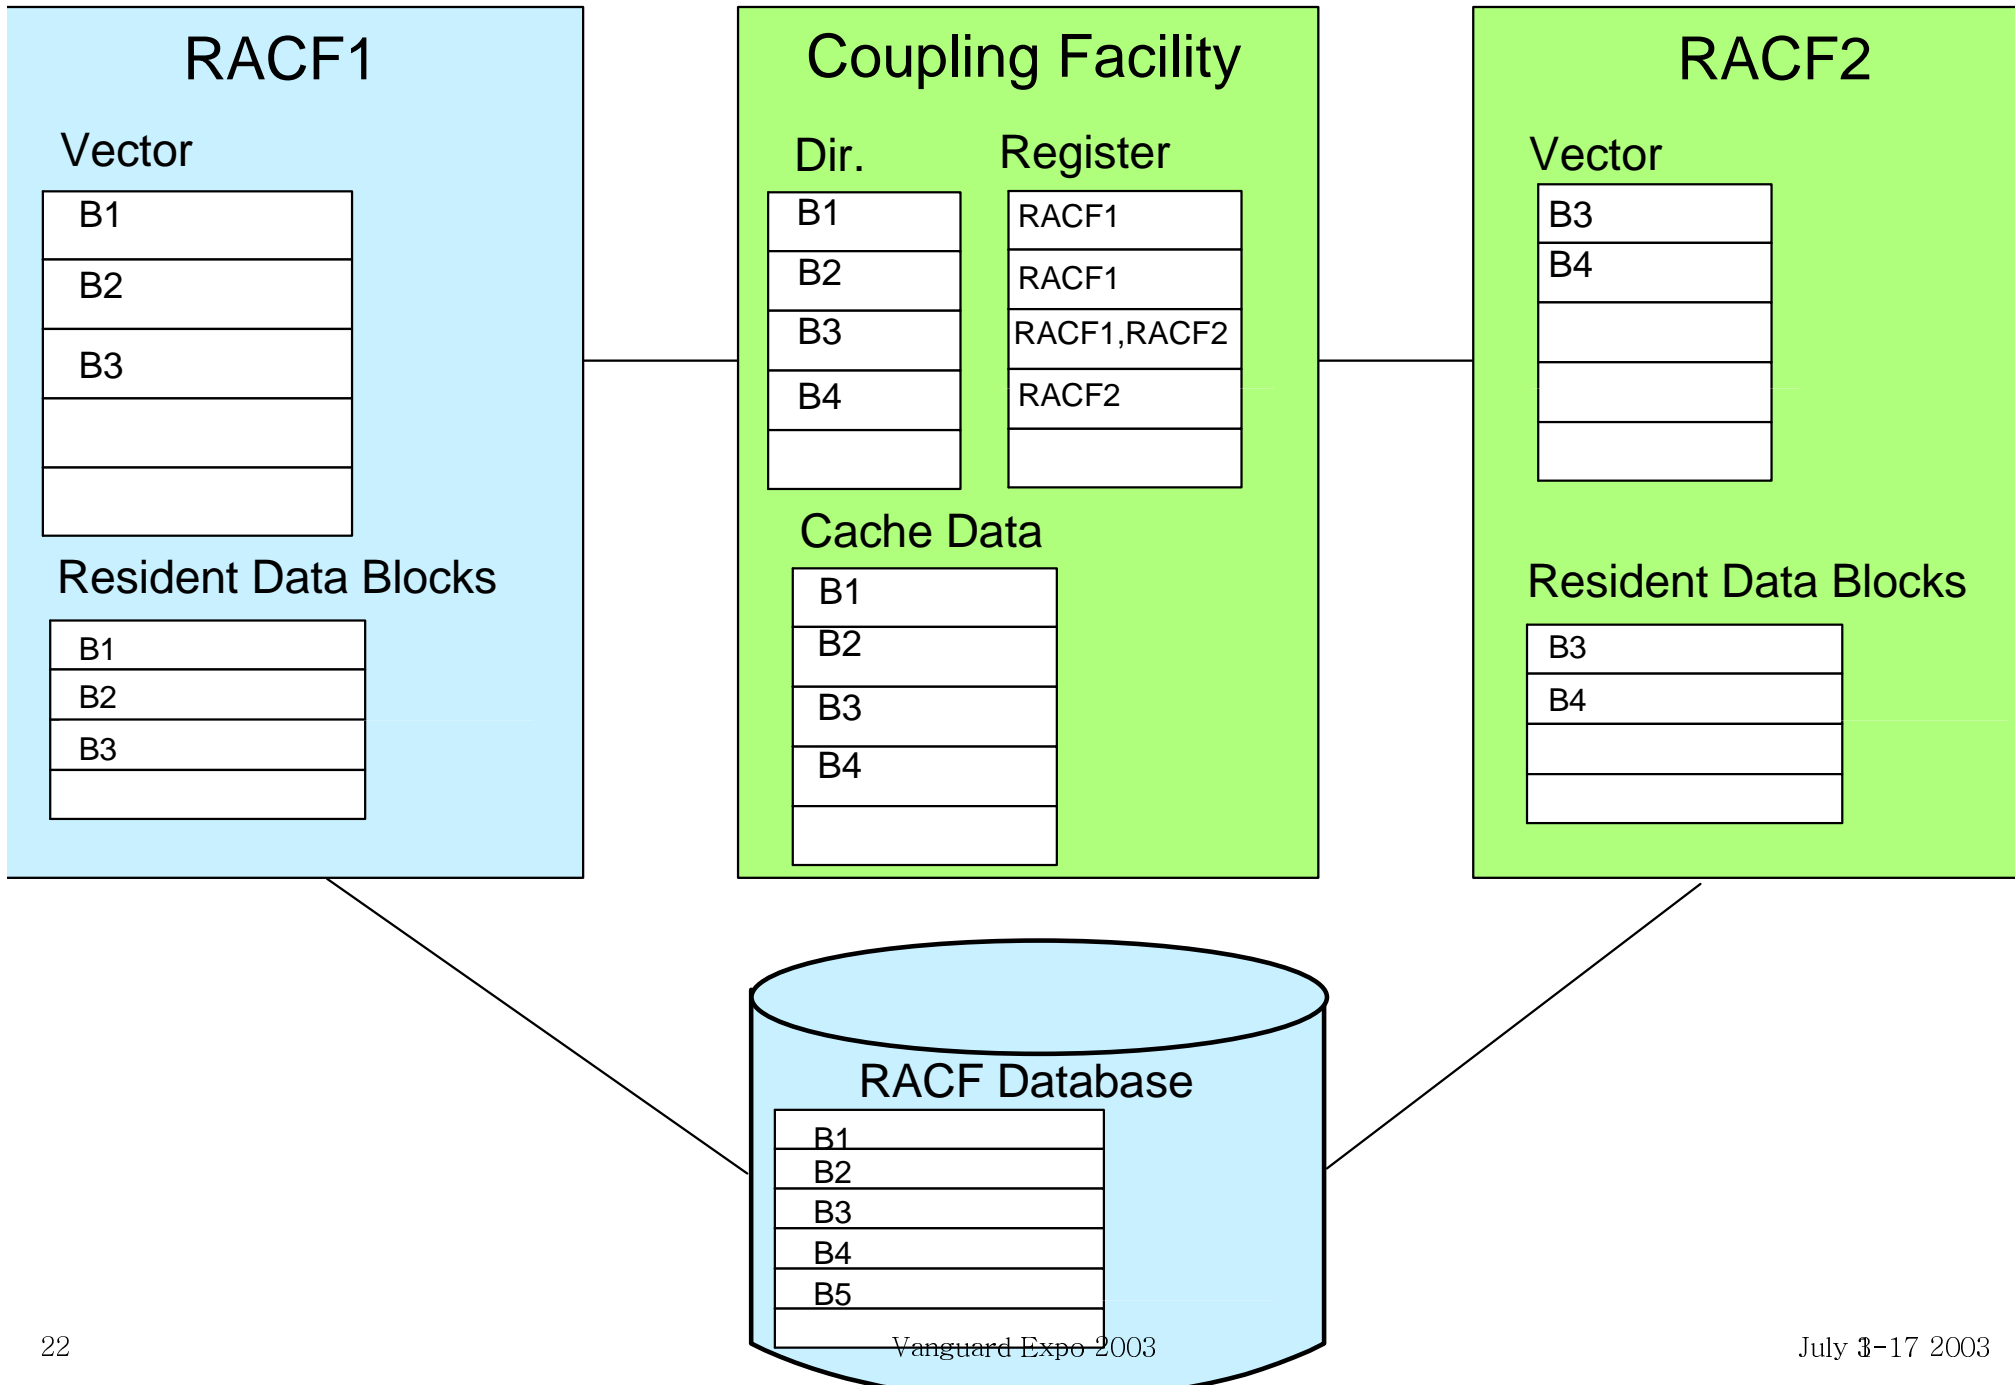 RACF1
Vector
B1
B2
B3
Resident Data Blocks
B1
B2
B3
Coupling Facility
Dir.
B1
B2
B3
B4
Register
RACF1
RACF1
RACF1,RACF2
RACF2
Cache Data
B1
B2
B3
B4
RACF2
Vector
B3
B4
Resident Data Blocks
B3
B4
RACF Database
B1
B2
B3
B4
B5
22
Vanguard Expo 2003
July -17 2003